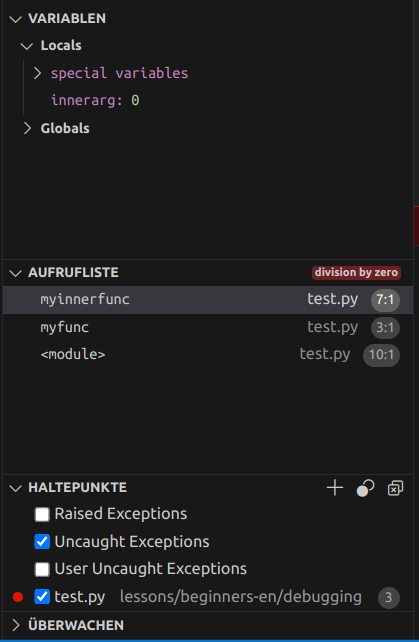 VARIABLEN
Locals
special variables
innerarg: 0
Globals
AUFRUFLISTE division by zero
myinnerfunc test.py 7:1
myfunc test.py 3:1
<module> test.py 10:1
HALTEPUNKTE
Raised Exceptions
Uncaught Exceptions
User Uncaught Exceptions
test.py lessons/beginners-en/debugging 3
ÜBERWACHEN